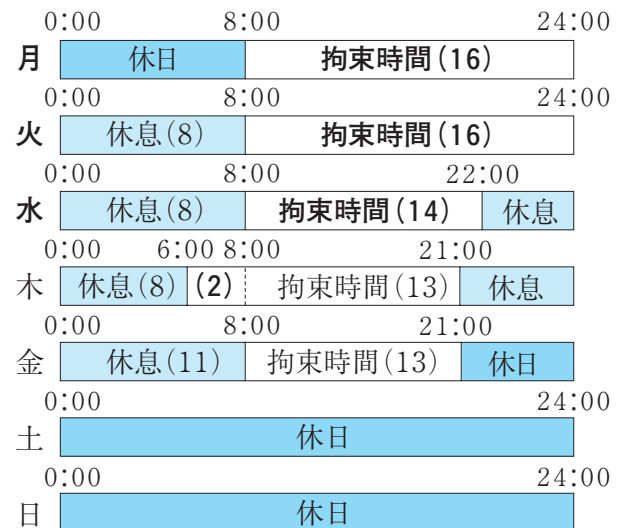 0:00 8:00 24:00
月 休日 拘束時間(16)
0:00 8:00 24:00
火 休息(8) 拘束時間(16)
0:00 8:00 22:00
水 休息(8) 拘束時間(14) 休息
0:00 6:00 8:00 21:00
木 休息(8) (2) 拘束時間(13) 休息
0:00 8:00 21:00
金 休息(11) 拘束時間(13) 休日
0:00 24:00
土 休日
0:00 24:00
日 休日